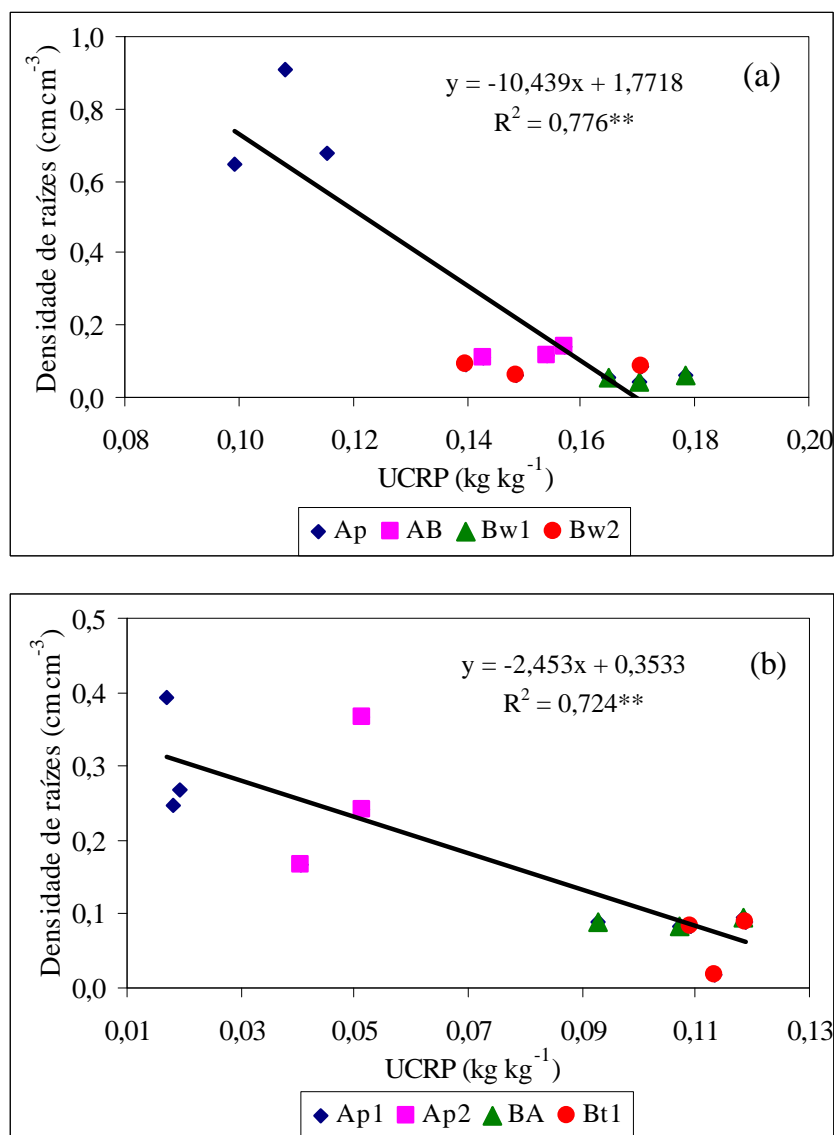 (a)
y = -10,439x + 1,7718
R² = 0,776**
Densidade de raízes (cm cm⁻³)
1,0
0,8
0,6
0,4
0,2
0,0
0,08 0,10 0,12 0,14 0,16 0,18 0,20
UCRP (kg kg⁻¹)
Ap AB Bw1 Bw2
(b)
y = -2,453x + 0,3533
R² = 0,724**
Densidade de raízes (cm cm⁻³)
0,5
0,4
0,3
0,2
0,1
0,0
0,01 0,03 0,05 0,07 0,09 0,11 0,13
UCRP (kg kg⁻¹)
Ap1 Ap2 BA Bt1